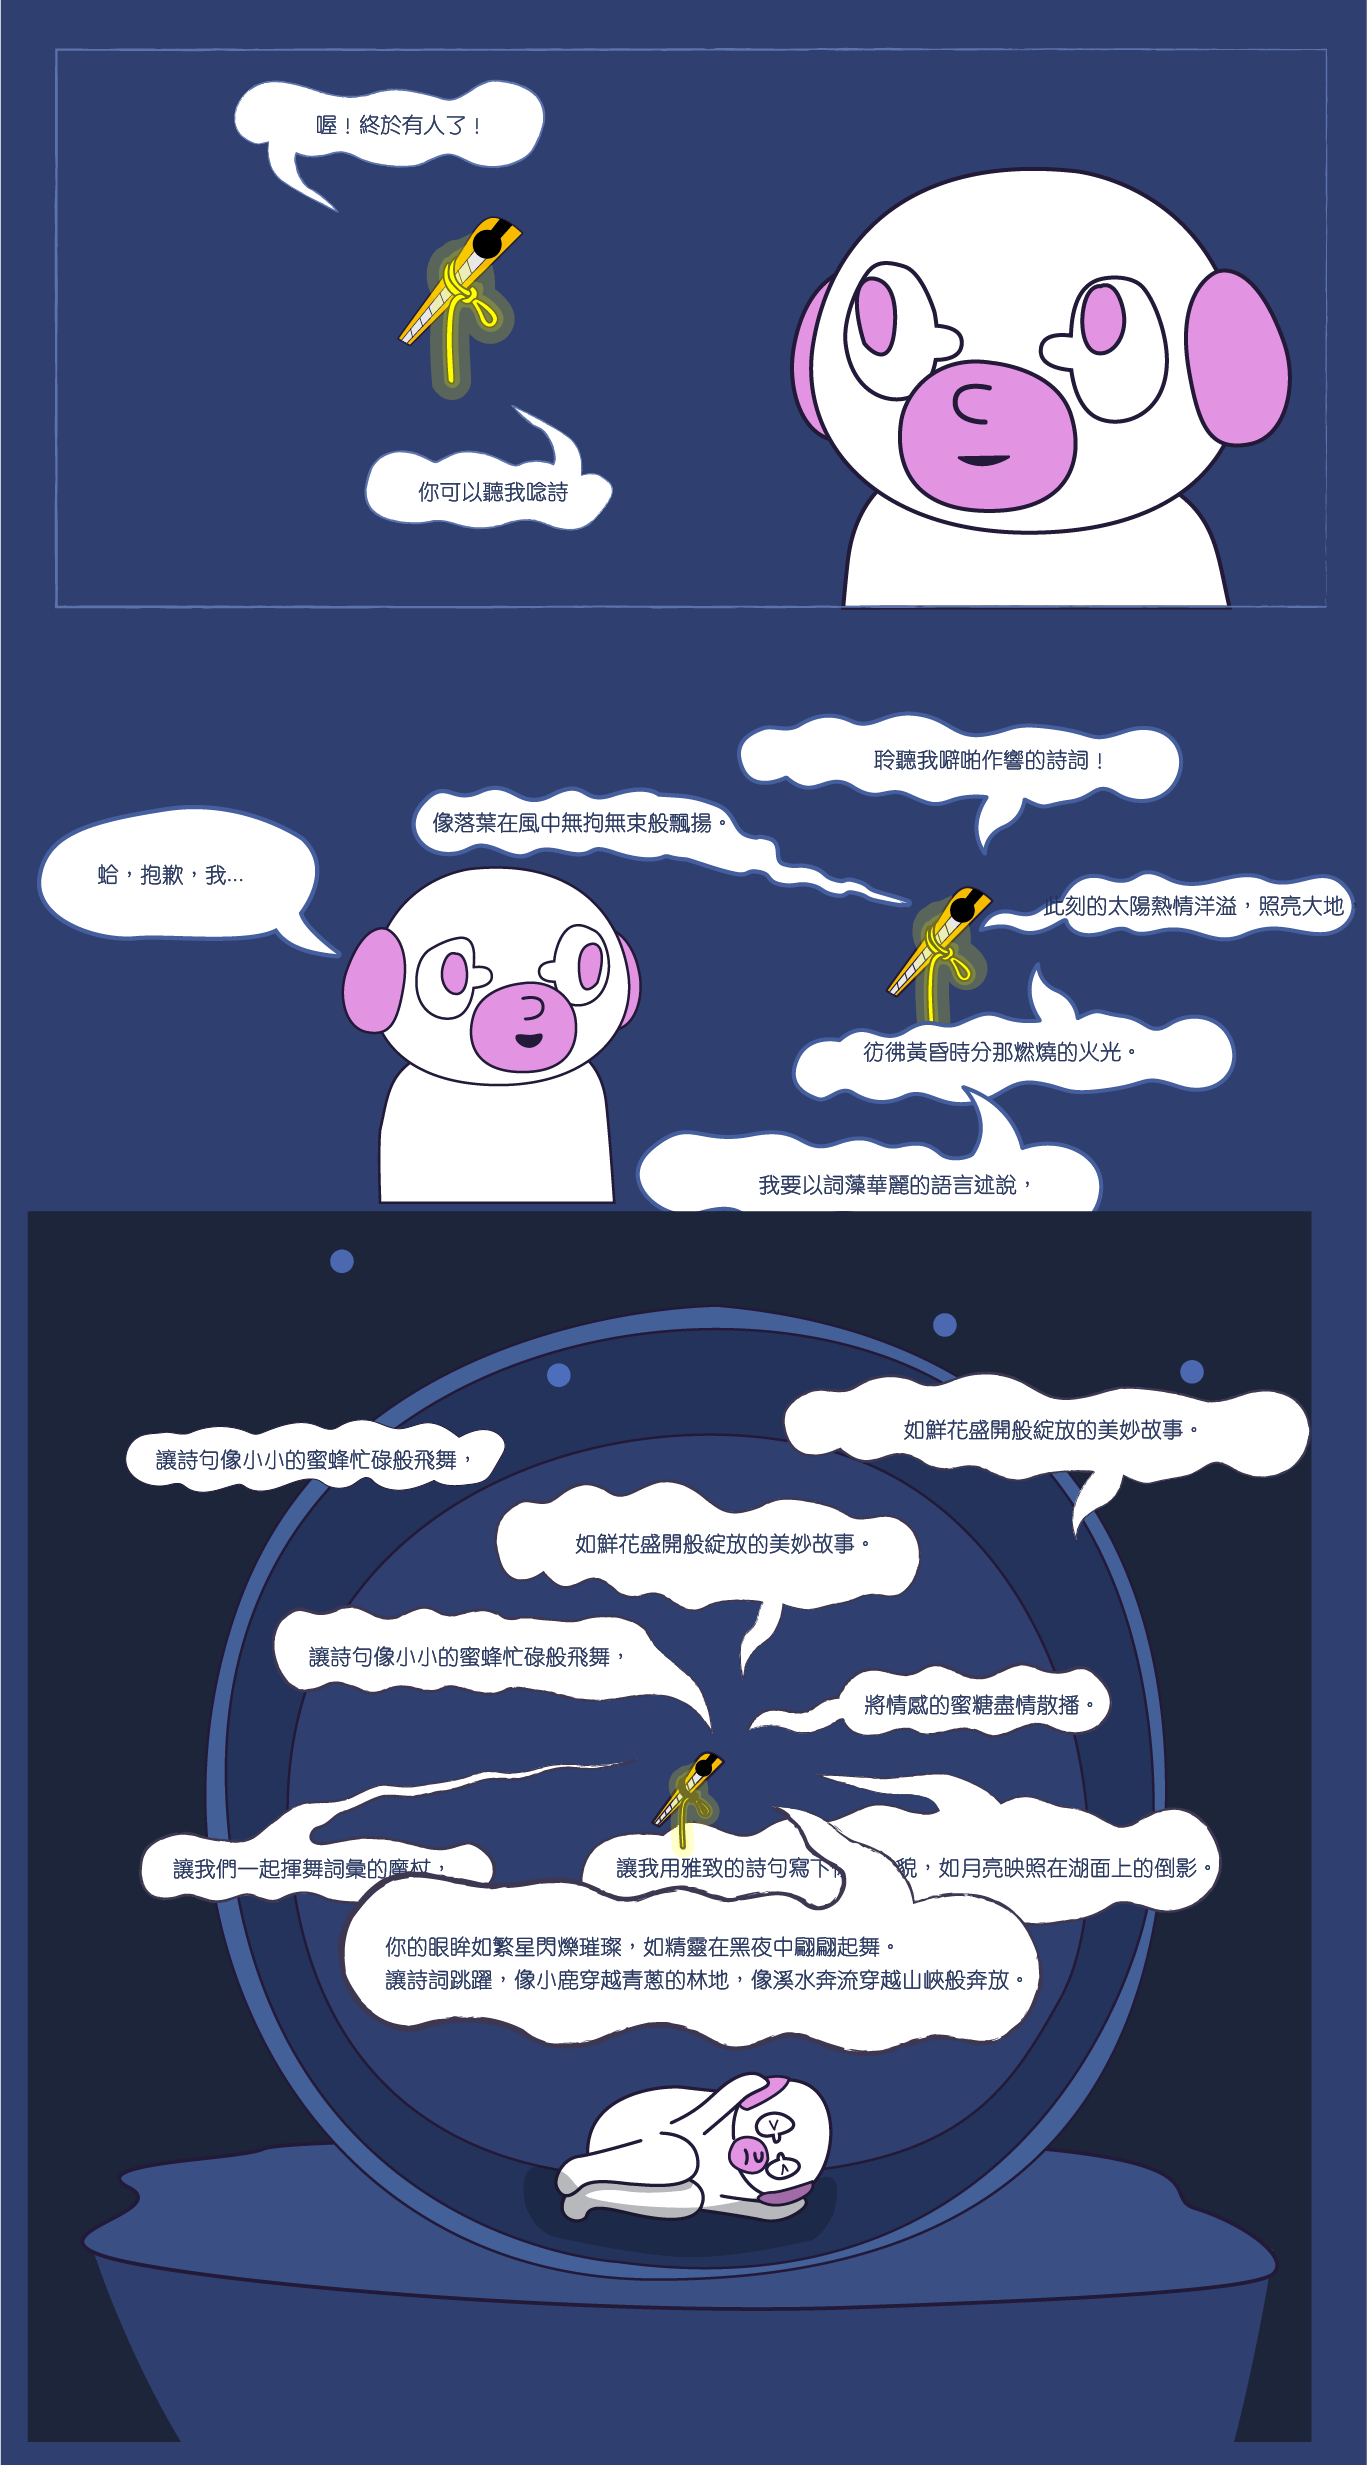 喔！終於有人了！
你可以聽我唸詩
聆聽我噼啪作響的詩詞！
像落葉在風中無拘無束般飄揚。
蛤，抱歉，我...
此刻的太陽熱情洋溢，照亮大地
彷彿黃昏時分那燃燒的火光。
我要以詞藻華麗的語言述說，
如鮮花盛開般綻放的美妙故事。
讓詩句像小小的蜜蜂忙碌般飛舞，
如鮮花盛開般綻放的美妙故事。
讓詩句像小小的蜜蜂忙碌般飛舞，
將情感的蜜糖盡情散播。
讓我們一起揮舞詞彙的魔杖，
讓我用雅致的詩句寫下 貌，如月亮映照在湖面上的倒影。
你的眼眸如繁星閃爍璀璨，如精靈在黑夜中翩翩起舞。
讓詩詞跳躍，像小鹿穿越青蔥的林地，像溪水奔流穿越山峽般奔放。